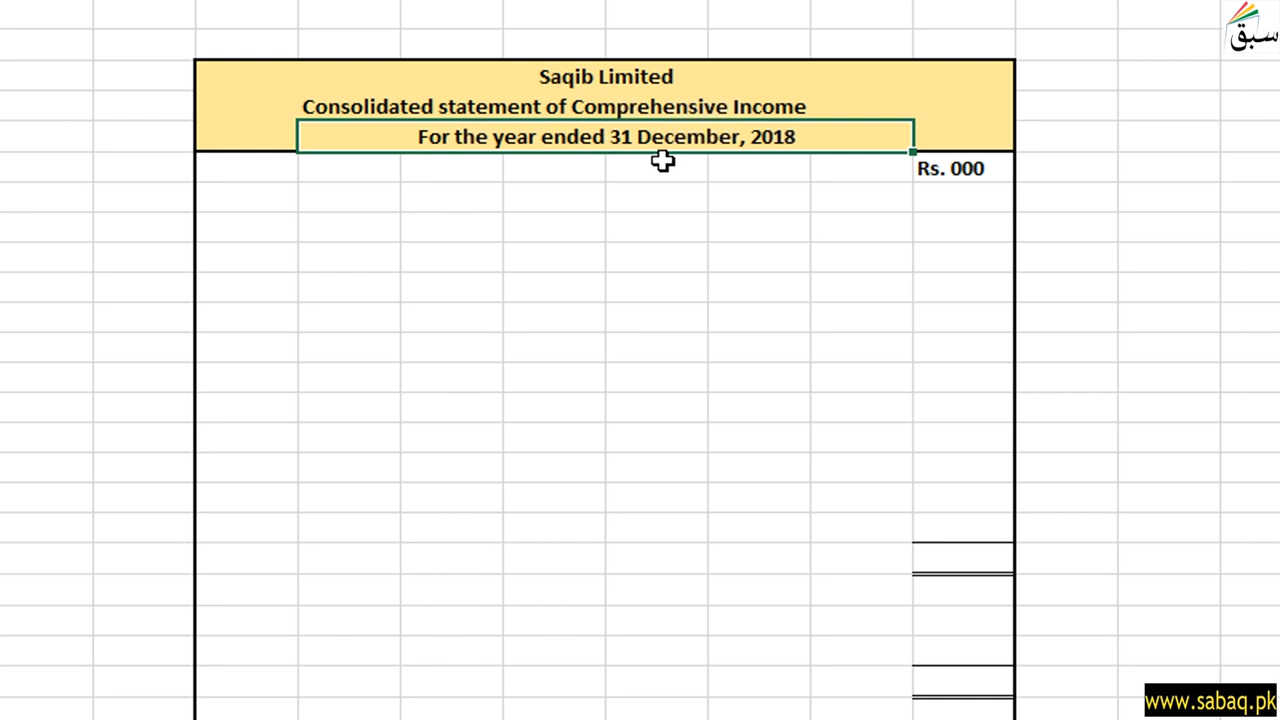 سبق
Saqib Limited
Consolidated statement of Comprehensive Income
For the year ended 31 December, 2018
Rs. 000
www.sabaq.pk